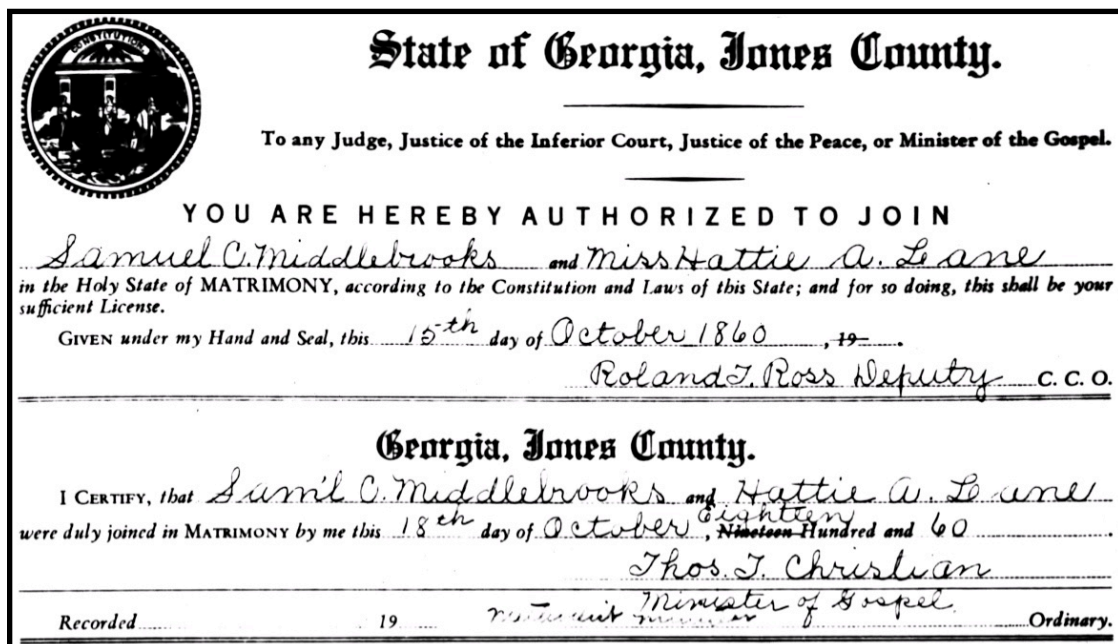 CONSTITUTION
State of Georgia, Jones County.
To any Judge, Justice of the Inferior Court, Justice of the Peace, or Minister of the Gospel.
YOU ARE HEREBY AUTHORIZED TO JOIN
Samuel C. Middlebrooks and Miss Hattie A. Leane
in the Holy State of MATRIMONY, according to the Constitution and Laws of this State; and for so doing, this shall be your
sufficient License.
GIVEN under my Hand and Seal, this 15th day of October 1860, 19 .
Roland T. Ross Deputy C. C. O.
Georgia, Jones County.
I CERTIFY, that Sam'l C. Middlebrooks and Hattie A. Leane
were duly joined in MATRIMONY by me this 18th day of October, Eighteen Nineteen Hundred and 60 .
Thos. T. Christian
Minister of Gospel
Recorded 19 Ordinary.